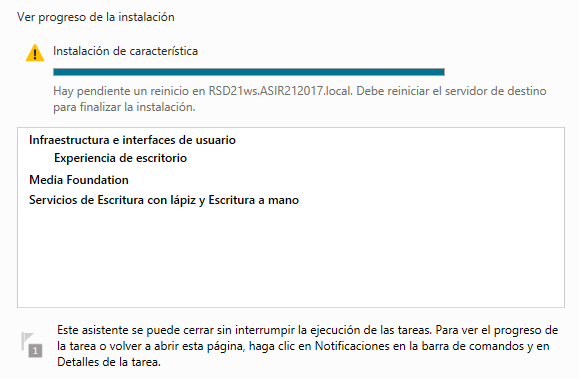 Ver progreso de la instalación
Instalación de característica
Hay pendiente un reinicio en RSD21ws.ASIR212017.local. Debe reiniciar el servidor de destino
para finalizar la instalación.
Infraestructura e interfaces de usuario
Experiencia de escritorio
Media Foundation
Servicios de Escritura con lápiz y Escritura a mano
1
Este asistente se puede cerrar sin interrumpir la ejecución de las tareas. Para ver el progreso de
la tarea o volver a abrir esta página, haga clic en Notificaciones en la barra de comandos y en
Detalles de la tarea.